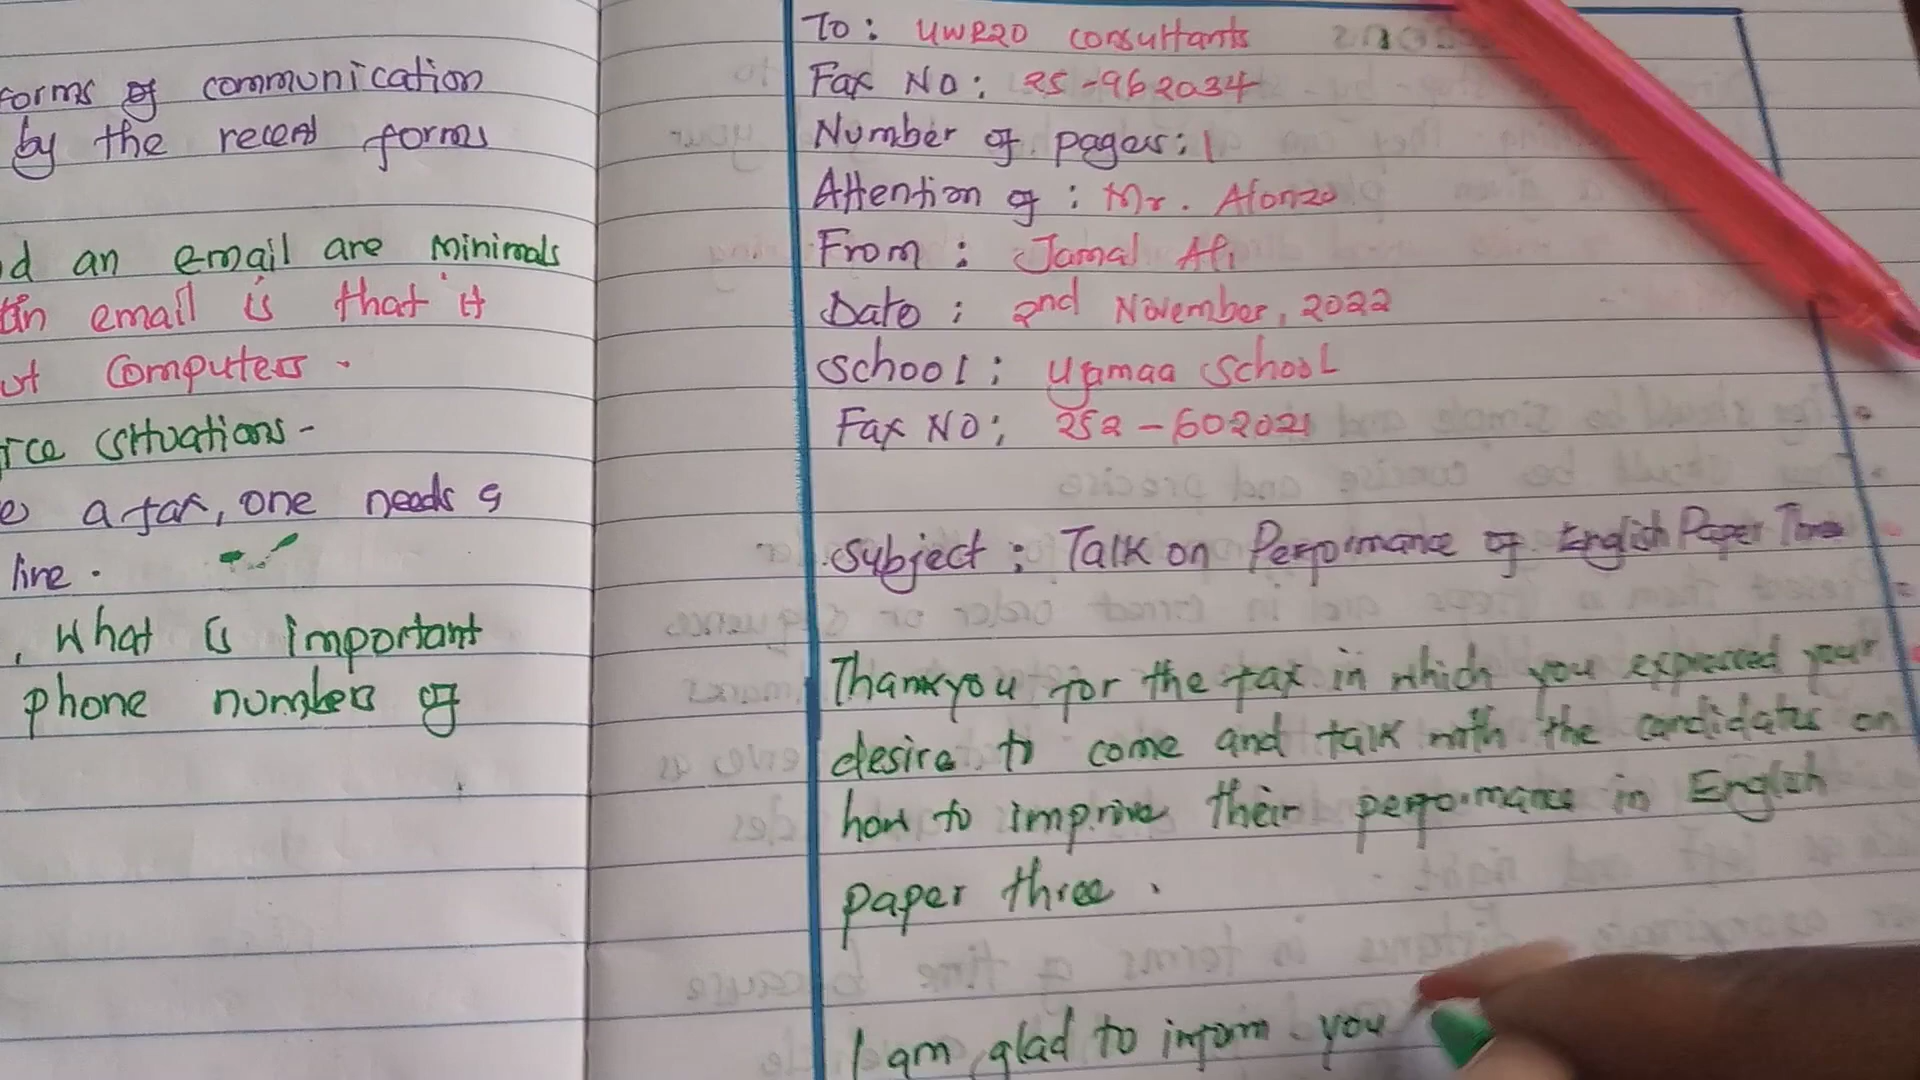 forms of communication
by the recent forms
d an email are minimals
an email is that it
ut Computers.
rce situations-
e a fax, one needs a
line.
, What is important
phone numbers of
To: UWEZO consultants
Fax NO: 25-962034
Number of pages: 1
Attention of: Mr. Alonzo
From: Jamal Ali
Date: 2nd November, 2022
School: Ujamaa School
Fax NO: 252-602021
Subject: Talk on Performance of English Paper Three
Thankyou for the fax in which you expressed your
desire to come and talk with the candidates on
how to improve their performance in English
paper three.
I am glad to inform you